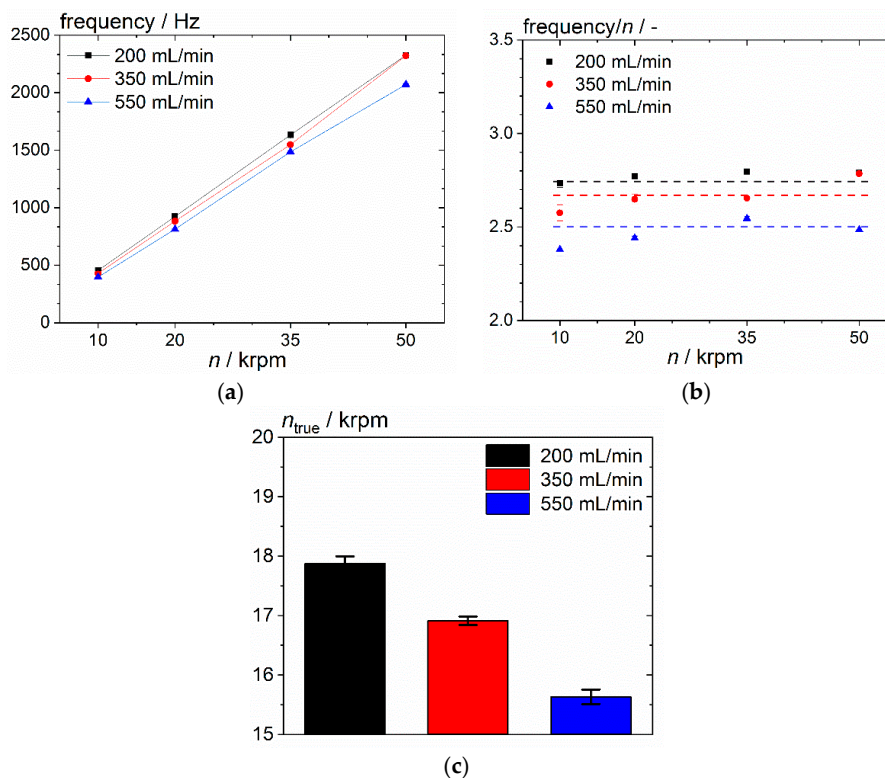 frequency / Hz
2500
2000
1500
1000
500
0
200 mL/min
350 mL/min
550 mL/min
10 20 35 50
n / krpm
(a)
frequency/n / -
3.5
3.0
2.5
2.0
200 mL/min
350 mL/min
550 mL/min
10 20 35 50
n / krpm
(b)
n_true / krpm
20
19
18
17
16
15
200 mL/min
350 mL/min
550 mL/min
(c)